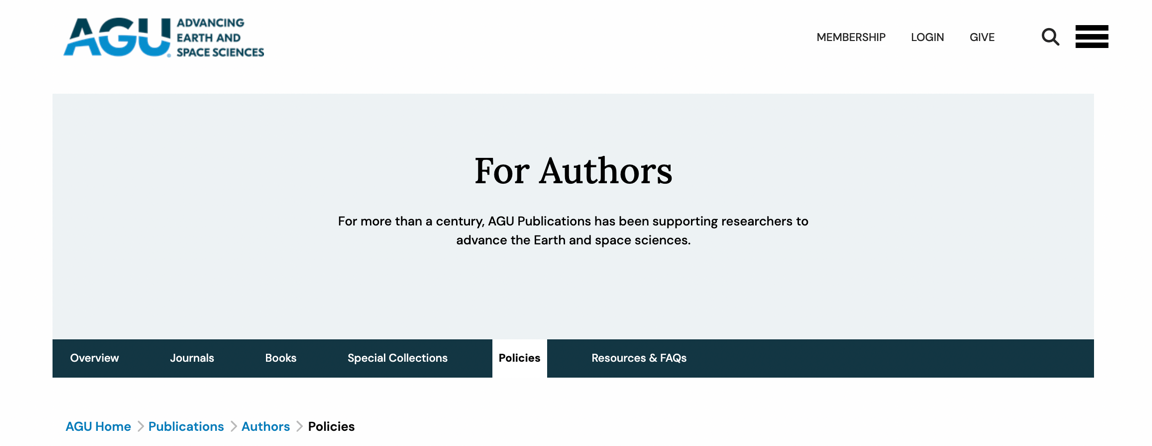 AGU ADVANCING
EARTH AND
SPACE SCIENCES
MEMBERSHIP LOGIN GIVE
For Authors
For more than a century, AGU Publications has been supporting researchers to
advance the Earth and space sciences.
Overview Journals Books Special Collections Policies Resources & FAQs
AGU Home > Publications > Authors > Policies